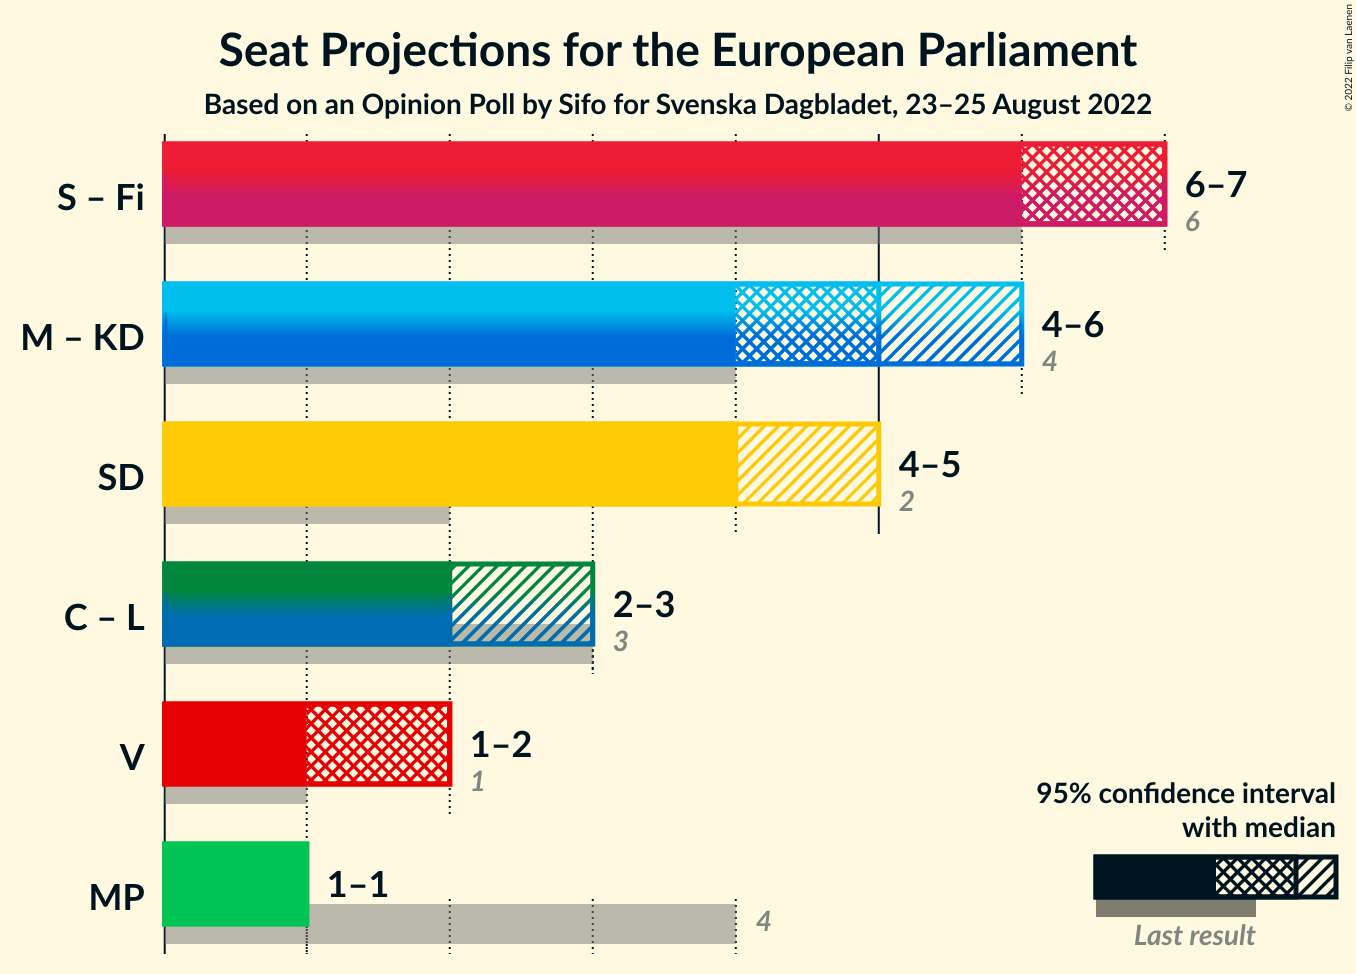 Seat Projections for the European Parliament
Based on an Opinion Poll by Sifo for Svenska Dagbladet, 23–25 August 2022
© 2022 Filip van Laenen
S – Fi
6–7
6
M – KD
4–6
4
SD
4–5
2
C – L
2–3
3
V
1–2
1
MP
1–1
4
95% confidence interval
with median
Last result